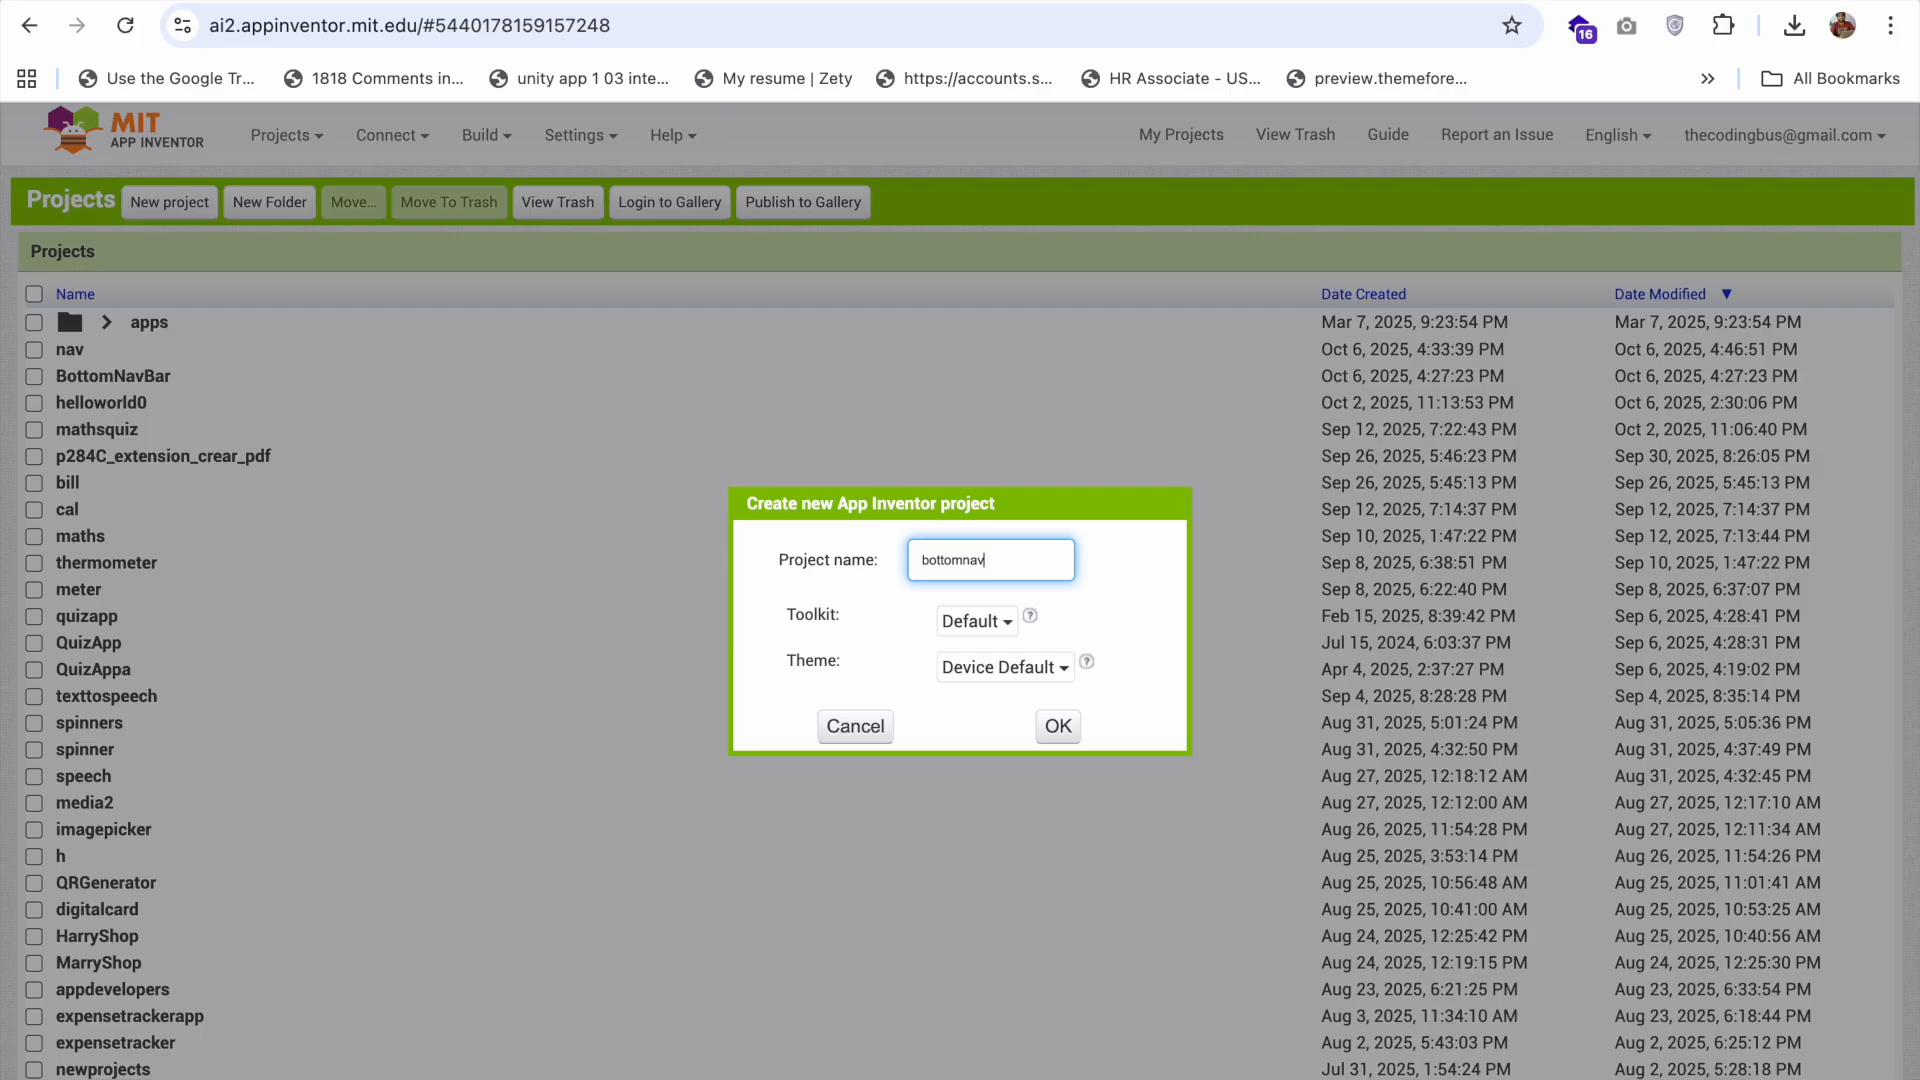 ai2.appinventor.mit.edu/#5440178159157248
16
Use the Google Tr... 1818 Comments in... unity app 1 03 inte... My resume | Zety https://accounts.s... HR Associate - US... preview.themefore... » All Bookmarks
MIT APP INVENTOR Projects Connect Build Settings Help My Projects View Trash Guide Report an Issue English thecodingbus@gmail.com
Projects New project New Folder Move... Move To Trash View Trash Login to Gallery Publish to Gallery
Projects
Name Date Created Date Modified
apps Mar 7, 2025, 9:23:54 PM Mar 7, 2025, 9:23:54 PM
nav Oct 6, 2025, 4:33:39 PM Oct 6, 2025, 4:46:51 PM
BottomNavBar Oct 6, 2025, 4:27:23 PM Oct 6, 2025, 4:27:23 PM
helloworld0 Oct 2, 2025, 11:13:53 PM Oct 6, 2025, 2:30:06 PM
mathsquiz Sep 12, 2025, 7:22:43 PM Oct 2, 2025, 11:06:40 PM
p284C_extension_crear_pdf Sep 26, 2025, 5:46:23 PM Sep 30, 2025, 8:26:05 PM
bill Sep 26, 2025, 5:45:13 PM Sep 26, 2025, 5:45:13 PM
cal Sep 12, 2025, 7:14:37 PM Sep 12, 2025, 7:14:37 PM
maths Sep 10, 2025, 1:47:22 PM Sep 12, 2025, 7:13:44 PM
thermometer Sep 8, 2025, 6:38:51 PM Sep 10, 2025, 1:47:22 PM
meter Sep 8, 2025, 6:22:40 PM Sep 8, 2025, 6:37:07 PM
quizapp Feb 15, 2025, 8:39:42 PM Sep 6, 2025, 4:28:41 PM
QuizApp Jul 15, 2024, 6:03:37 PM Sep 6, 2025, 4:28:31 PM
QuizAppa Apr 4, 2025, 2:37:27 PM Sep 6, 2025, 4:19:02 PM
texttospeech Sep 4, 2025, 8:28:28 PM Sep 4, 2025, 8:35:14 PM
spinners Aug 31, 2025, 5:01:24 PM Aug 31, 2025, 5:05:36 PM
spinner Aug 31, 2025, 4:32:50 PM Aug 31, 2025, 4:37:49 PM
speech Aug 27, 2025, 12:18:12 AM Aug 31, 2025, 4:32:45 PM
media2 Aug 27, 2025, 12:12:00 AM Aug 27, 2025, 12:17:10 AM
imagepicker Aug 26, 2025, 11:54:28 PM Aug 27, 2025, 12:11:34 AM
h Aug 25, 2025, 3:53:14 PM Aug 26, 2025, 11:54:26 PM
QRGenerator Aug 25, 2025, 10:56:48 AM Aug 25, 2025, 11:01:41 AM
digitalcard Aug 25, 2025, 10:41:00 AM Aug 25, 2025, 10:53:25 AM
HarryShop Aug 24, 2025, 12:25:42 PM Aug 25, 2025, 10:40:56 AM
MarryShop Aug 24, 2025, 12:19:15 PM Aug 24, 2025, 12:25:30 PM
appdevelopers Aug 23, 2025, 6:21:25 PM Aug 23, 2025, 6:33:54 PM
expensetrackerapp Aug 3, 2025, 11:34:10 AM Aug 23, 2025, 6:18:44 PM
expensetracker Aug 2, 2025, 5:43:03 PM Aug 2, 2025, 6:25:12 PM
newprojects Jul 31, 2025, 1:54:24 PM Aug 2, 2025, 5:28:18 PM
Create new App Inventor project
Project name: bottomnav
Toolkit: Default ?
Theme: Device Default ?
Cancel OK